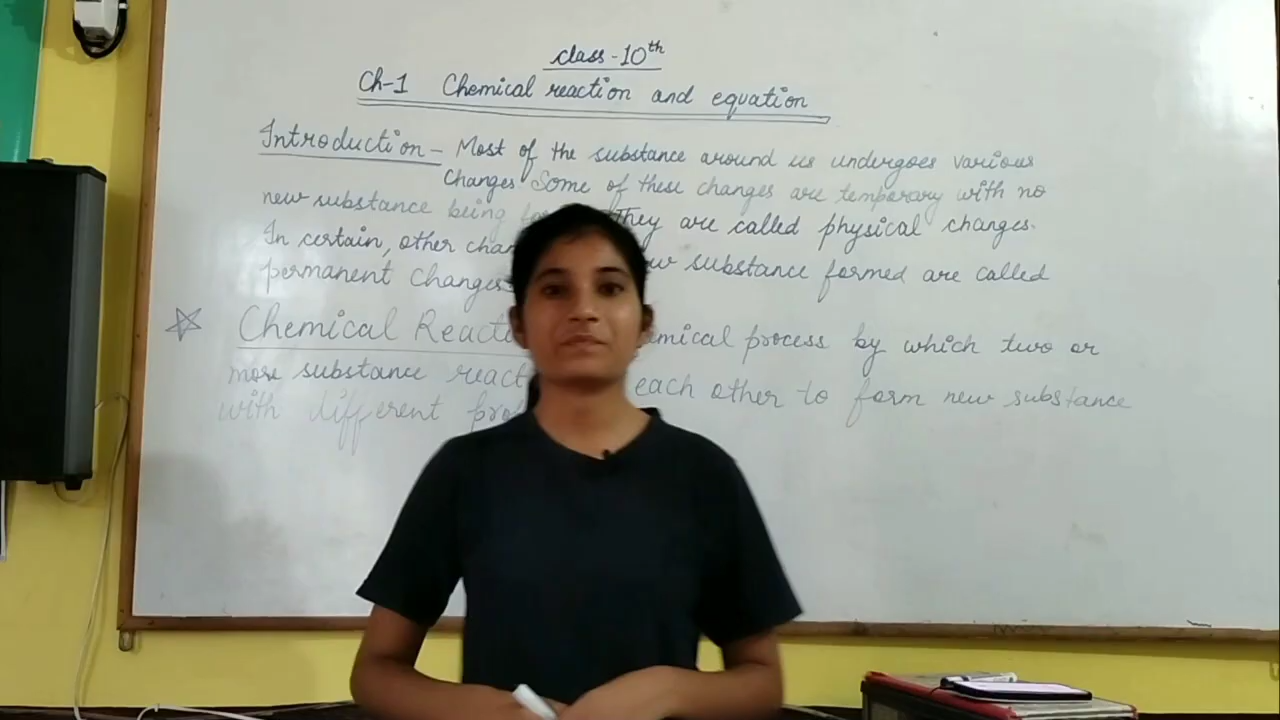 class-10th
Ch-1 Chemical reaction and equation
Introduction - Most of the substance around us undergoes various
changes Some of these changes are temporary with no
new substance being They are called physical changes.
In certain, other substance formed are called
permanent changes
Chemical process by which two or
more substance each other to form new substance
with different